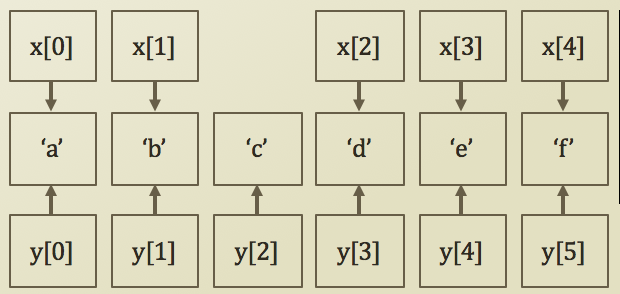 x[0] x[1] x[2] x[3] x[4]
‘a’ ‘b’ ‘c’ ‘d’ ‘e’ ‘f’
y[0] y[1] y[2] y[3] y[4] y[5]